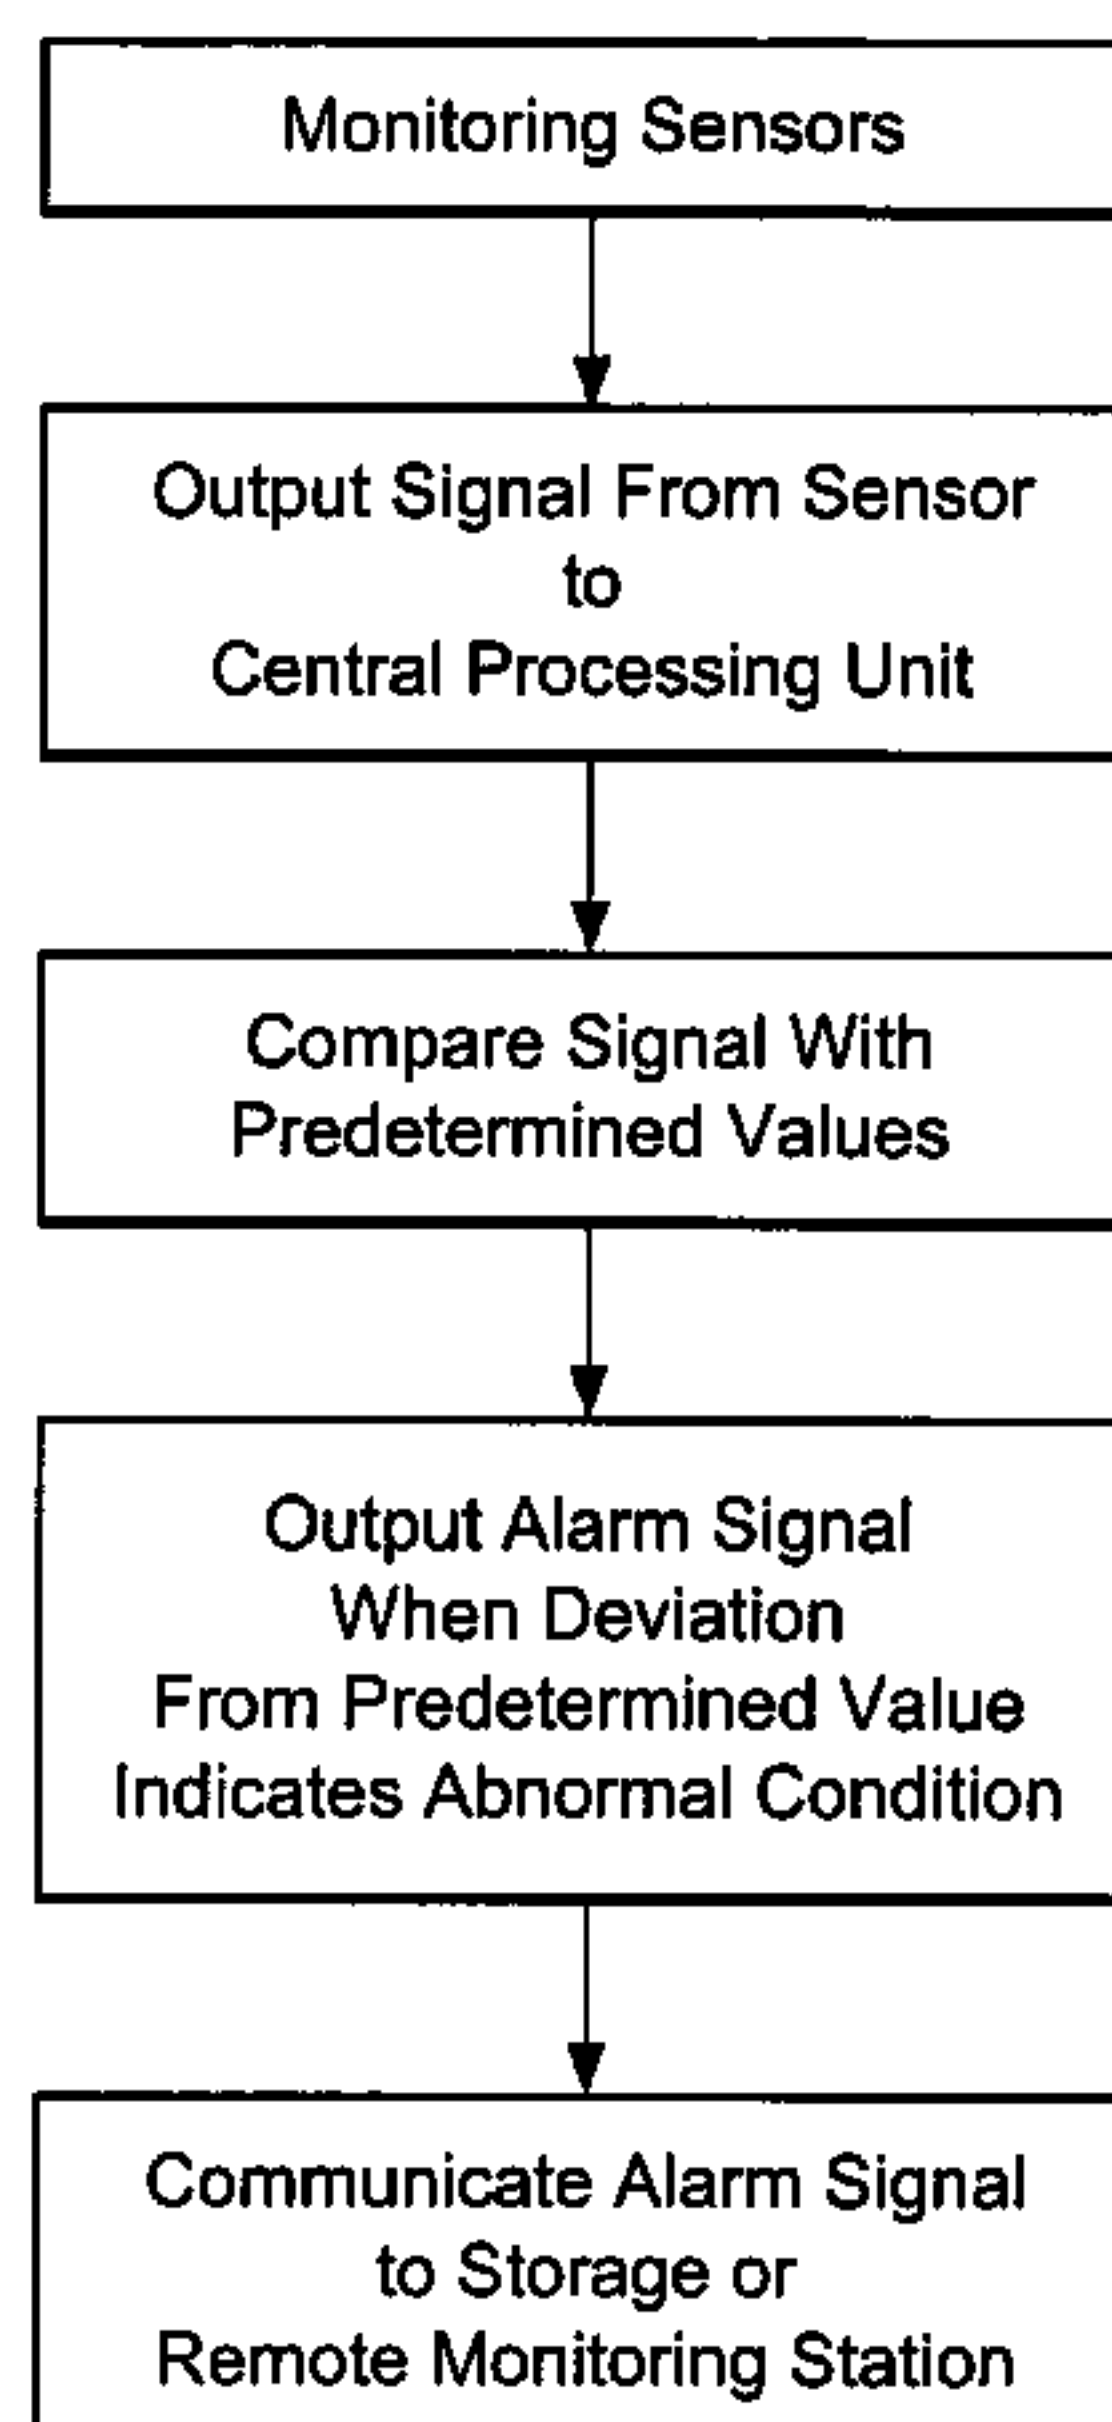 Monitoring Sensors
Output Signal From Sensor
to
Central Processing Unit
Compare Signal With
Predetermined Values
Output Alarm Signal
When Deviation
From Predetermined Value
Indicates Abnormal Condition
Communicate Alarm Signal
to Storage or
Remote Monitoring Station